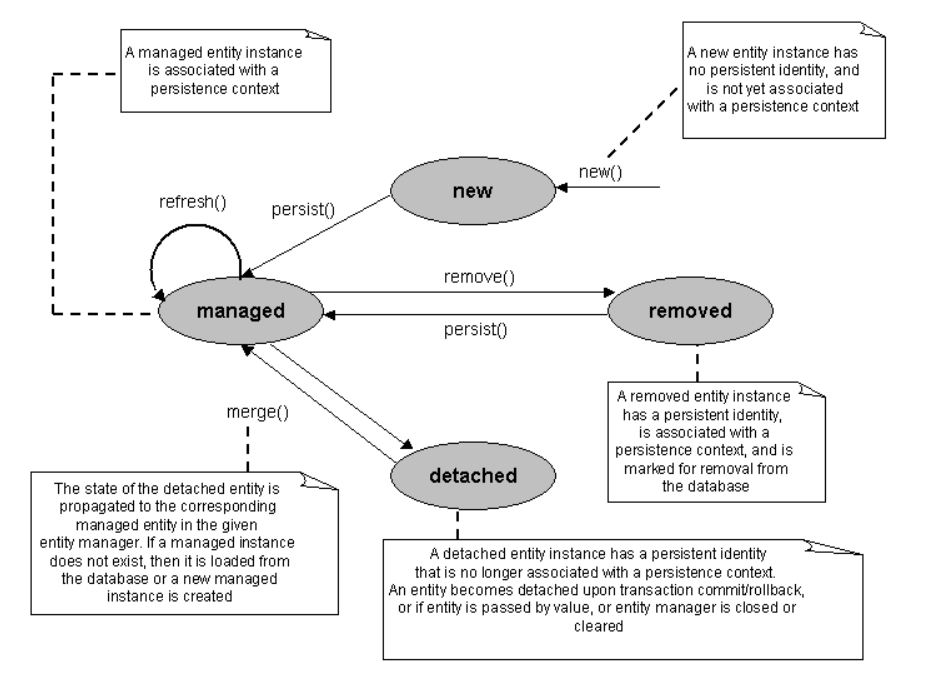 A managed entity instance
is associated with a
persistence context
A new entity instance has
no persistent identity, and
is not yet associated
with a persistence context
new()
new
refresh()
persist()
managed
remove()
persist()
removed
merge()
A removed entity instance
has a persistent identity,
is associated with a
persistence context, and is
marked for removal from
the database
detached
The state of the detached entity is
propagated to the corresponding
managed entity in the given
entity manager. If a managed instance
does not exist, then it is loaded from
the database or a new managed
instance is created
A detached entity instance has a persistent identity
that is no longer associated with a persistence context.
An entity becomes detached upon transaction commit/rollback,
or if entity is passed by value, or entity manager is closed or
cleared